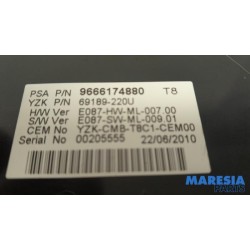 PSA P/N 9666174880 T8
YZK P/N 69189-220U
H/W Ver E087-HW-ML-007.00
S/W Ver E087-SW-ML-009.01
CEM No YZK-CMB-T8C1-CEM00
Serial No 00205555 22/06/2010
MARESIA
PARTS